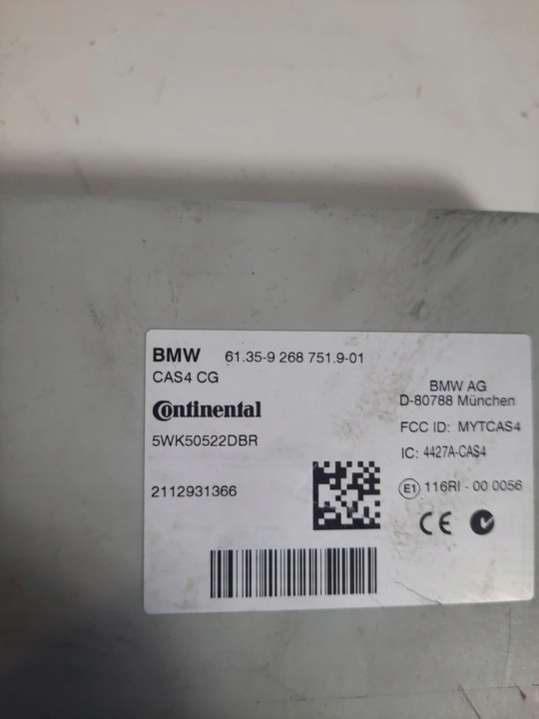 BMW 61.35-9 268 751.9-01
CAS4 CG
Continental
5WK50522DBR
2112931366
BMW AG
D-80788 München
FCC ID: MYTCAS4
IC: 4427A-CAS4
E1 116RI - 00 0056
CE